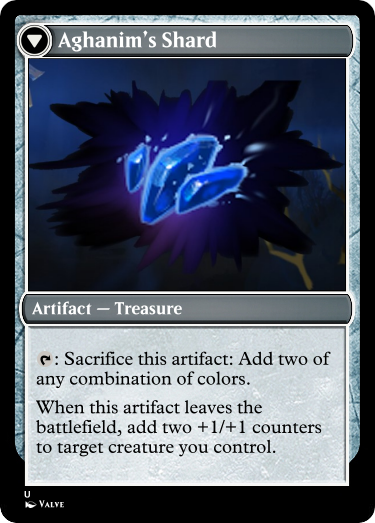 Aghanim's Shard
Artifact — Treasure
: Sacrifice this artifact: Add two of
any combination of colors.
When this artifact leaves the
battlefield, add two +1/+1 counters
to target creature you control.
U
Valve